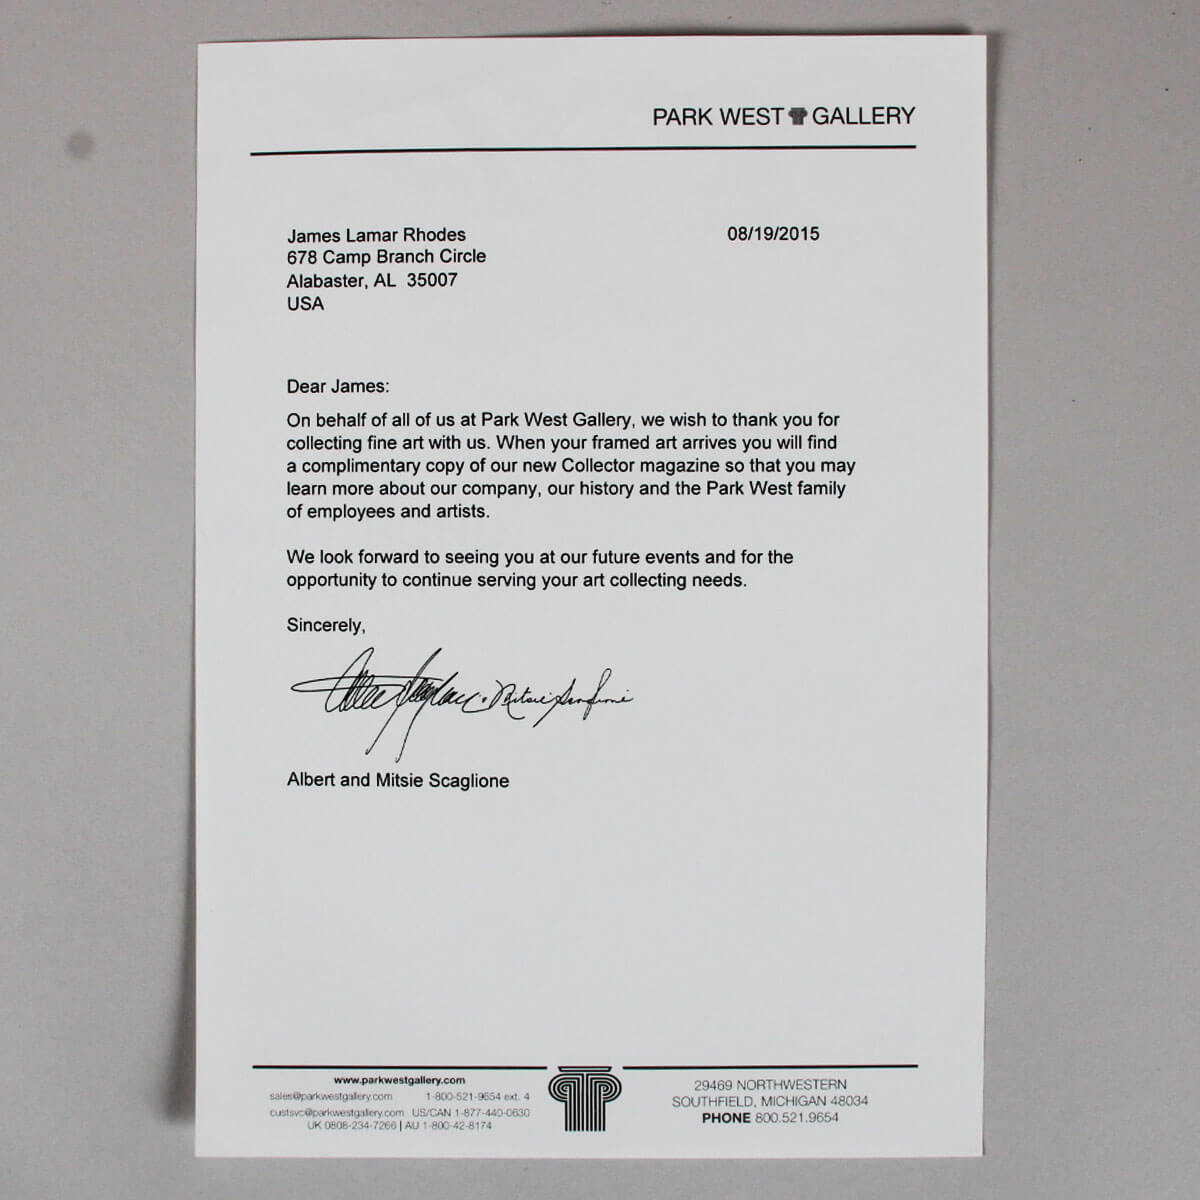 PARK WEST GALLERY
James Lamar Rhodes 08/19/2015
678 Camp Branch Circle
Alabaster, AL 35007
USA
Dear James:
On behalf of all of us at Park West Gallery, we wish to thank you for
collecting fine art with us. When your framed art arrives you will find
a complimentary copy of our new Collector magazine so that you may
learn more about our company, our history and the Park West family
of employees and artists.
We look forward to seeing you at our future events and for the
opportunity to continue serving your art collecting needs.
Sincerely,
Albert and Mitsie Scaglione
www.parkwestgallery.com
sales@parkwestgallery.com 1-800-521-9654 ext. 4
custsvc@parkwestgallery.com US/CAN 1-877-440-0630
UK 0808-234-7266 | AU 1-800-42-8174
29469 NORTHWESTERN
SOUTHFIELD, MICHIGAN 48034
PHONE 800.521.9654